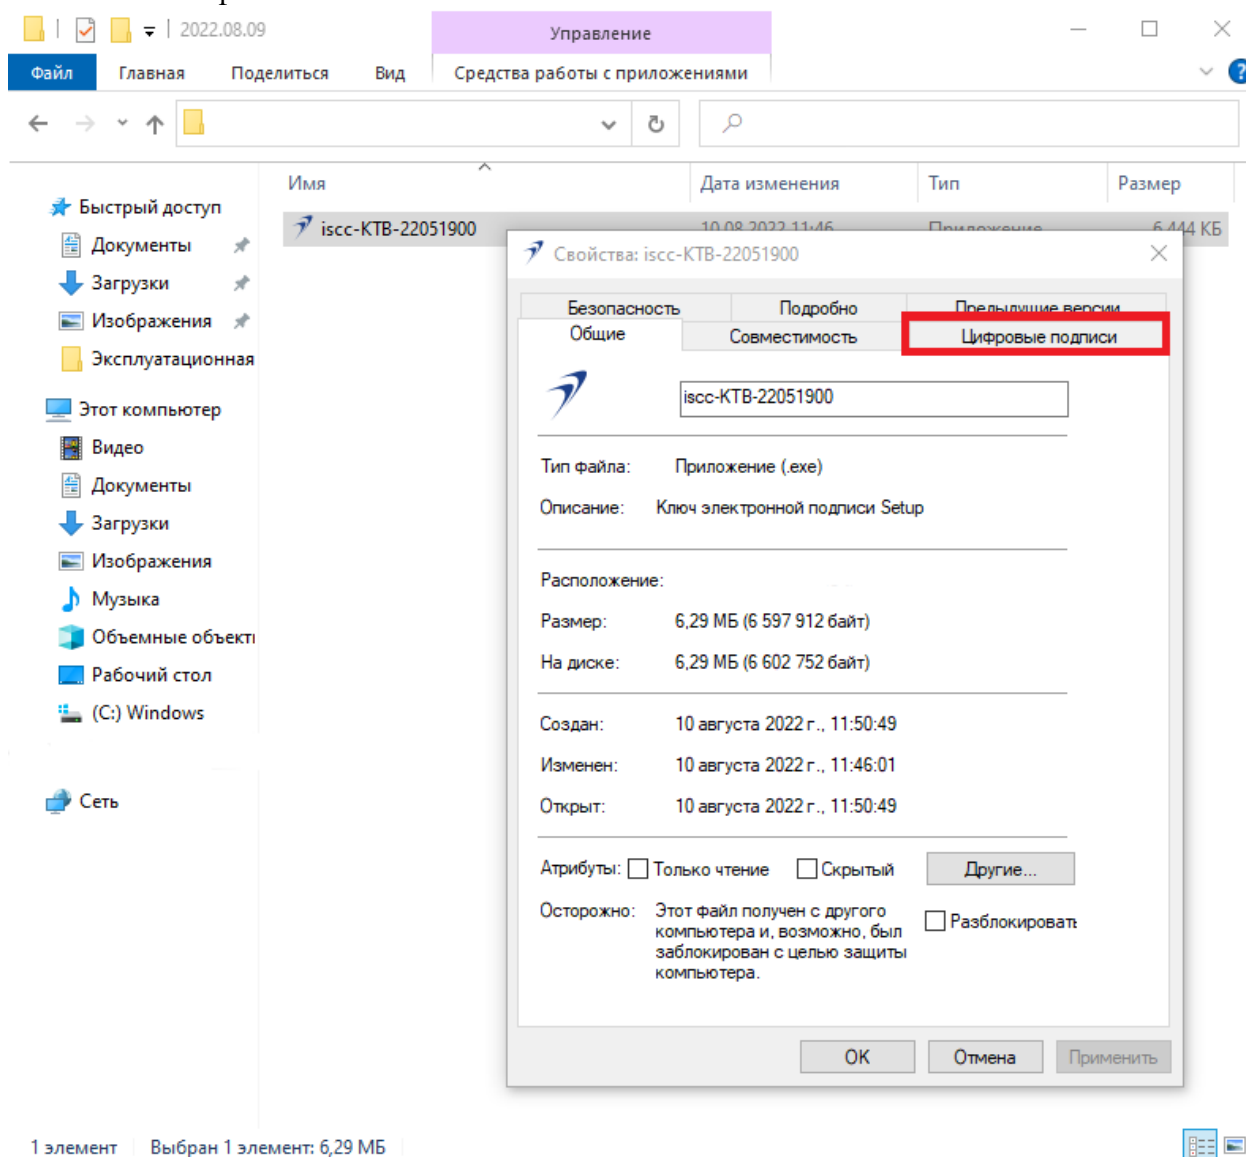 2022.08.09
Управление
Файл Главная Поделиться Вид Средства работы с приложениями
Имя Дата изменения Тип Размер
Быстрый доступ
Документы
Загрузки
Изображения
Эксплуатационная
Этот компьютер
Видео
Документы
Загрузки
Изображения
Музыка
Объемные объекты
Рабочий стол
(C:) Windows
Сеть
iscc-KTB-22051900 10.08.2022 11:46 Приложение 6 444 КБ
Свойства: iscc-KTB-22051900
Безопасность Подробно Предыдущие версии
Общие Совместимость Цифровые подписи
iscc-KTB-22051900
Тип файла: Приложение (.exe)
Описание: Ключ электронной подписи Setup
Расположение:
Размер: 6,29 МБ (6 597 912 байт)
На диске: 6,29 МБ (6 602 752 байт)
Создан: 10 августа 2022 г., 11:50:49
Изменен: 10 августа 2022 г., 11:46:01
Открыт: 10 августа 2022 г., 11:50:49
Атрибуты: Только чтение Скрытый Другие...
Осторожно: Этот файл получен с другого
компьютера и, возможно, был
заблокирован с целью защиты
компьютера.
Разблокировать
ОК Отмена Применить
1 элемент Выбран 1 элемент: 6,29 МБ